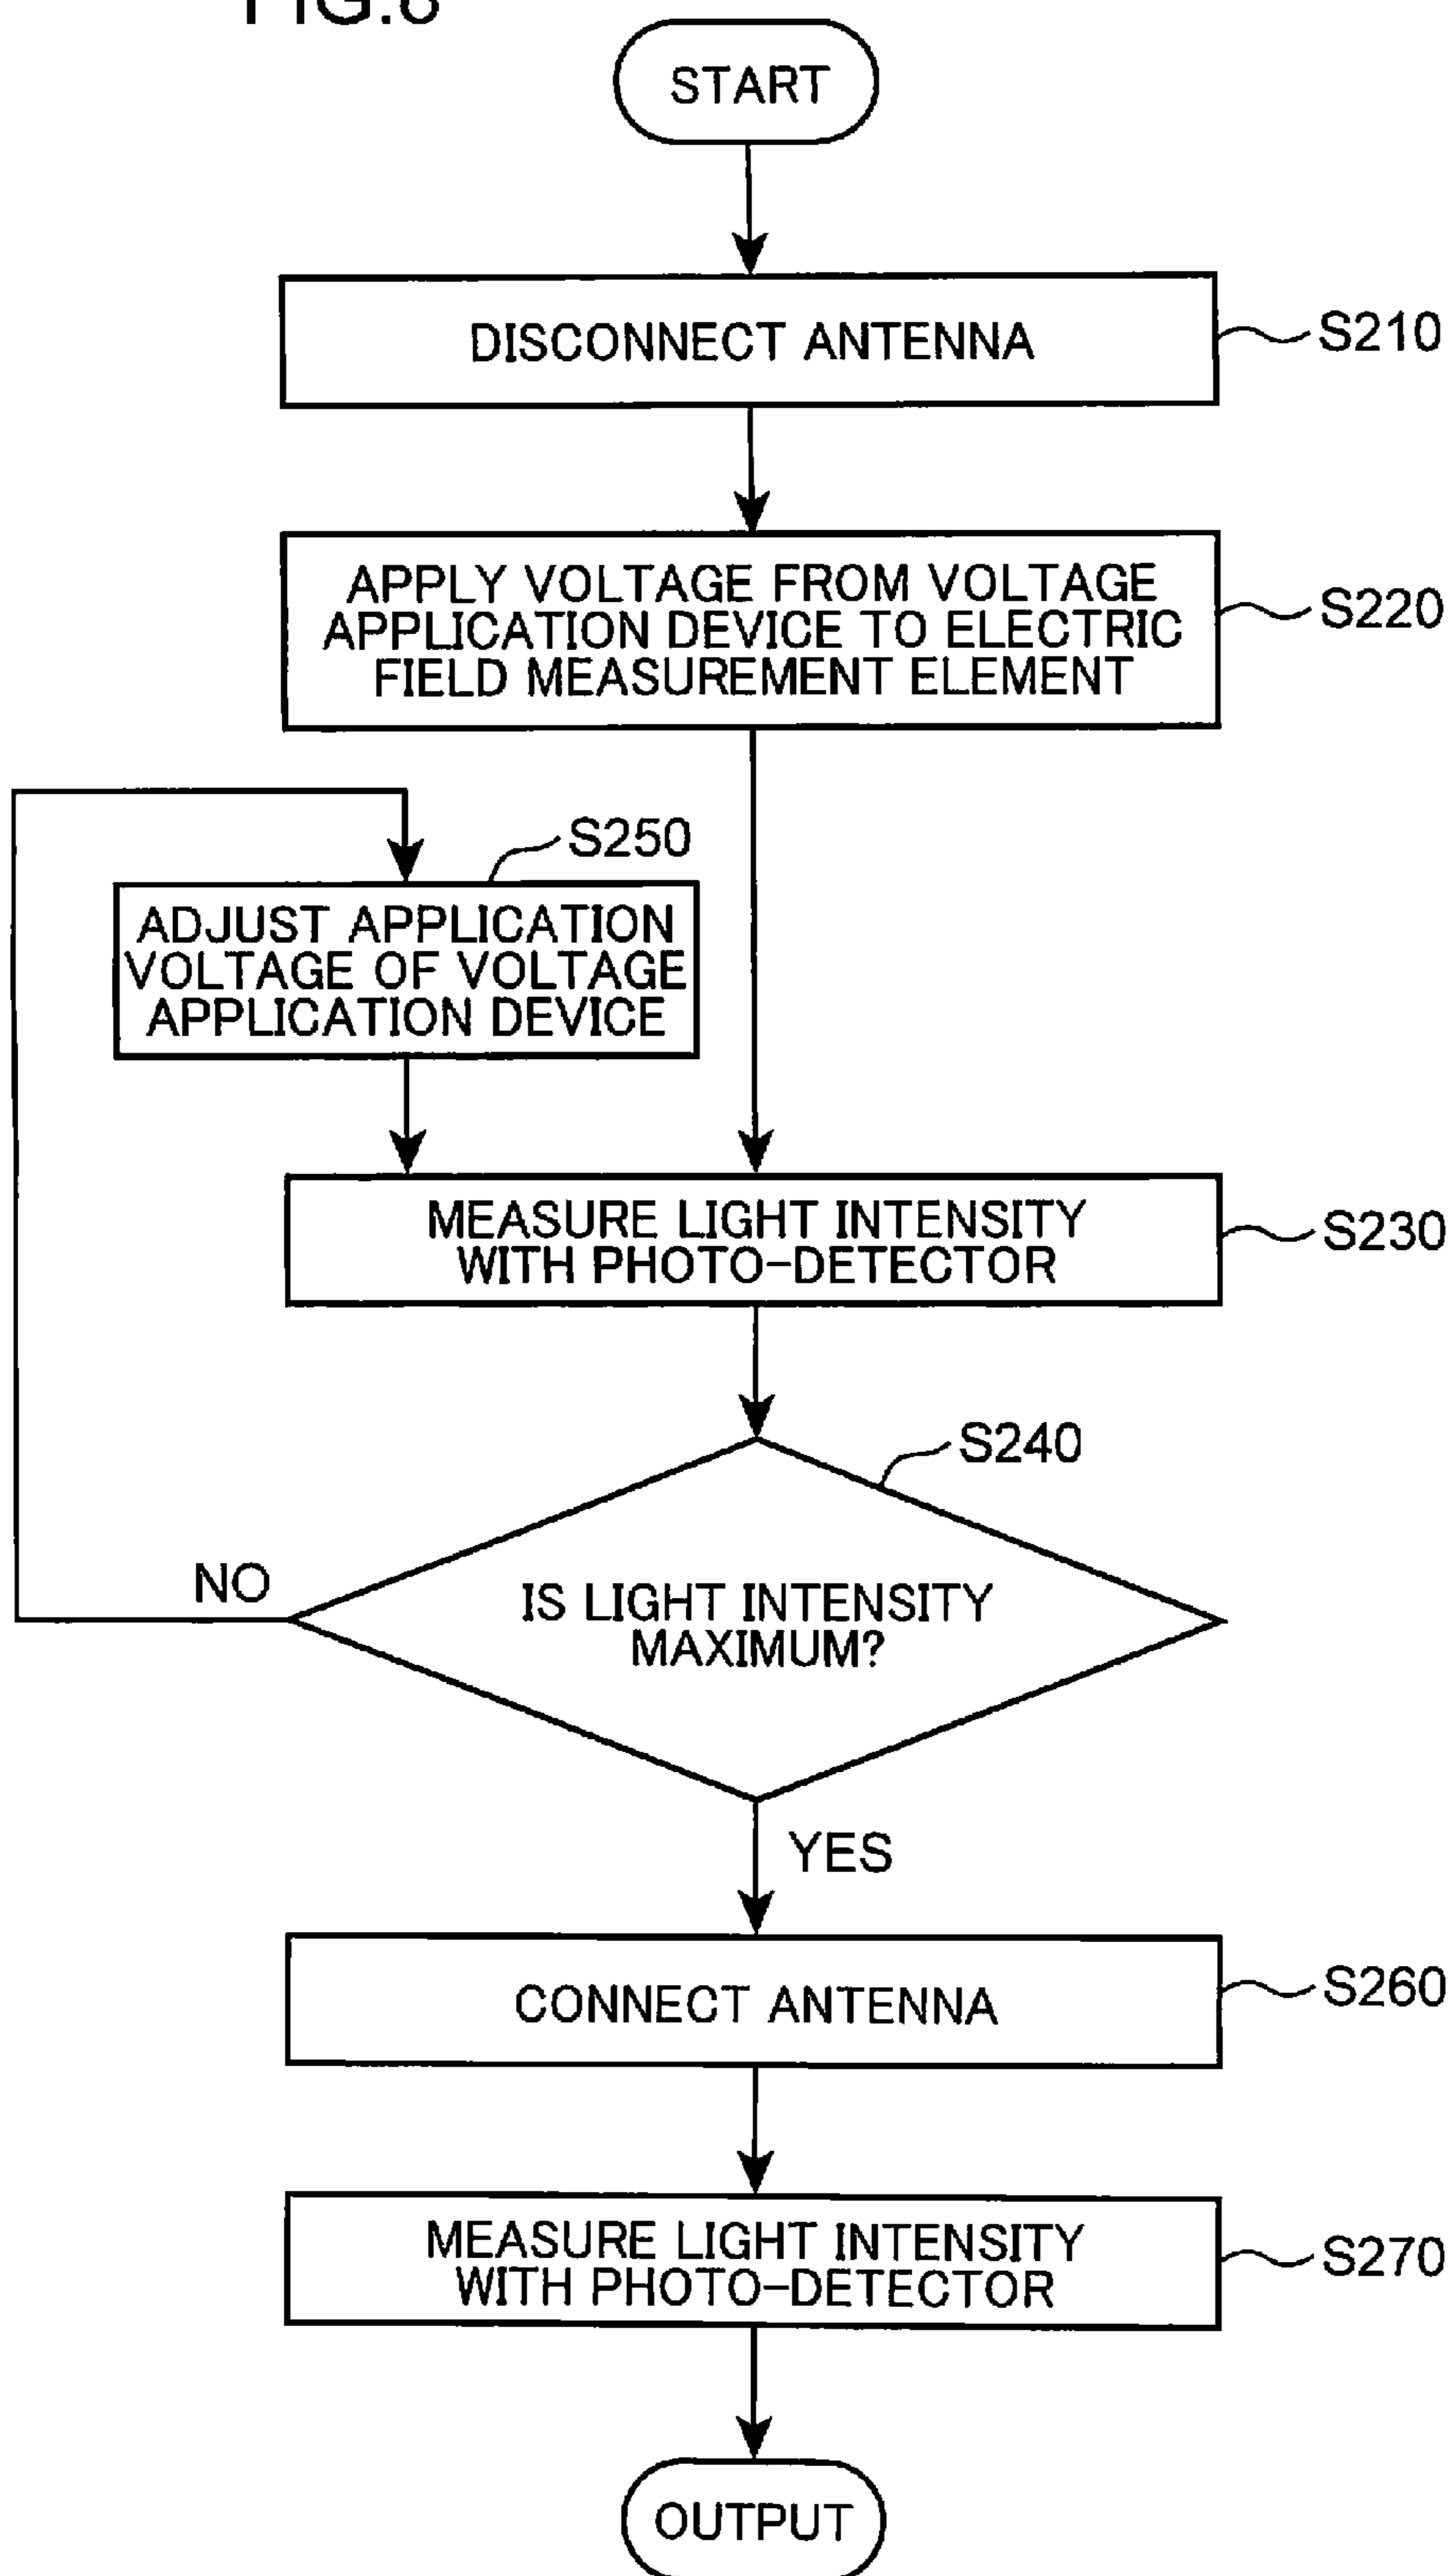 FIG.8
START
DISCONNECT ANTENNA
S210
APPLY VOLTAGE FROM VOLTAGE
APPLICATION DEVICE TO ELECTRIC
FIELD MEASUREMENT ELEMENT
S220
S250
ADJUST APPLICATION
VOLTAGE OF VOLTAGE
APPLICATION DEVICE
MEASURE LIGHT INTENSITY
WITH PHOTO-DETECTOR
S230
S240
NO
IS LIGHT INTENSITY
MAXIMUM?
YES
CONNECT ANTENNA
S260
MEASURE LIGHT INTENSITY
WITH PHOTO-DETECTOR
S270
OUTPUT